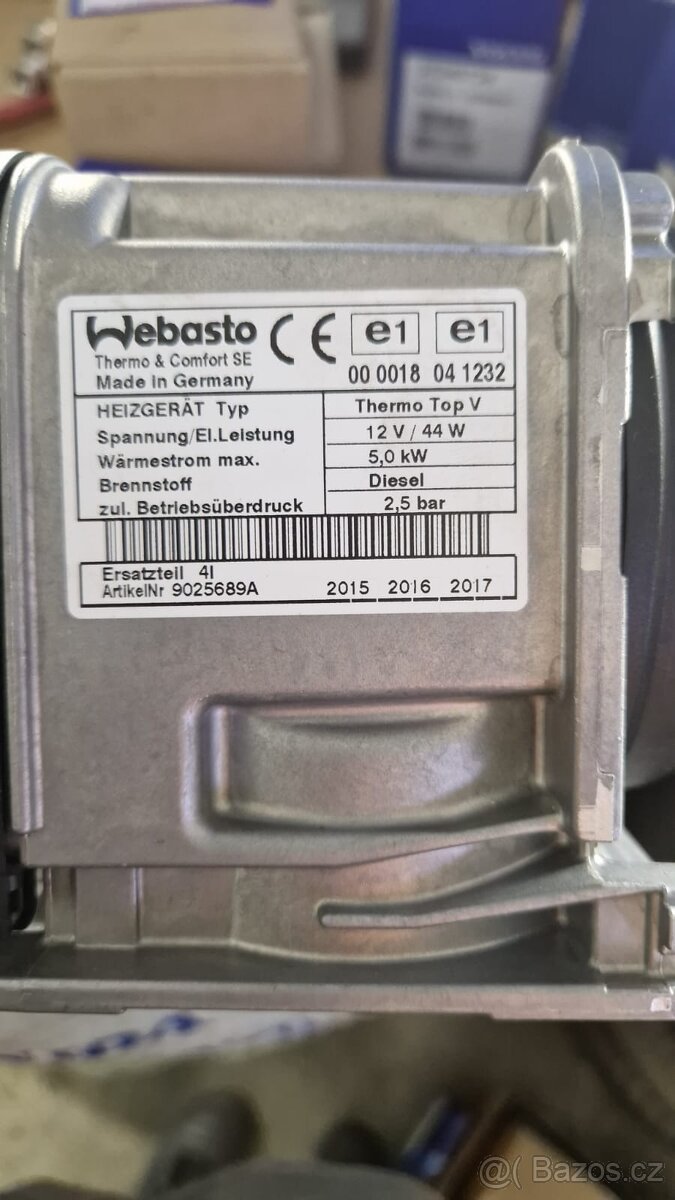 Webasto CE e1 e1
Thermo & Comfort SE
Made in Germany 00 0018 04 1232
HEIZGERÄT Typ Thermo Top V
Spannung/El.Leistung 12 V / 44 W
Wärmestrom max. 5,0 kW
Brennstoff Diesel
zul. Betriebsüberdruck 2,5 bar
Ersatzteil 4I
ArtikelNr 9025689A 2015 2016 2017
@( Bazos.cz